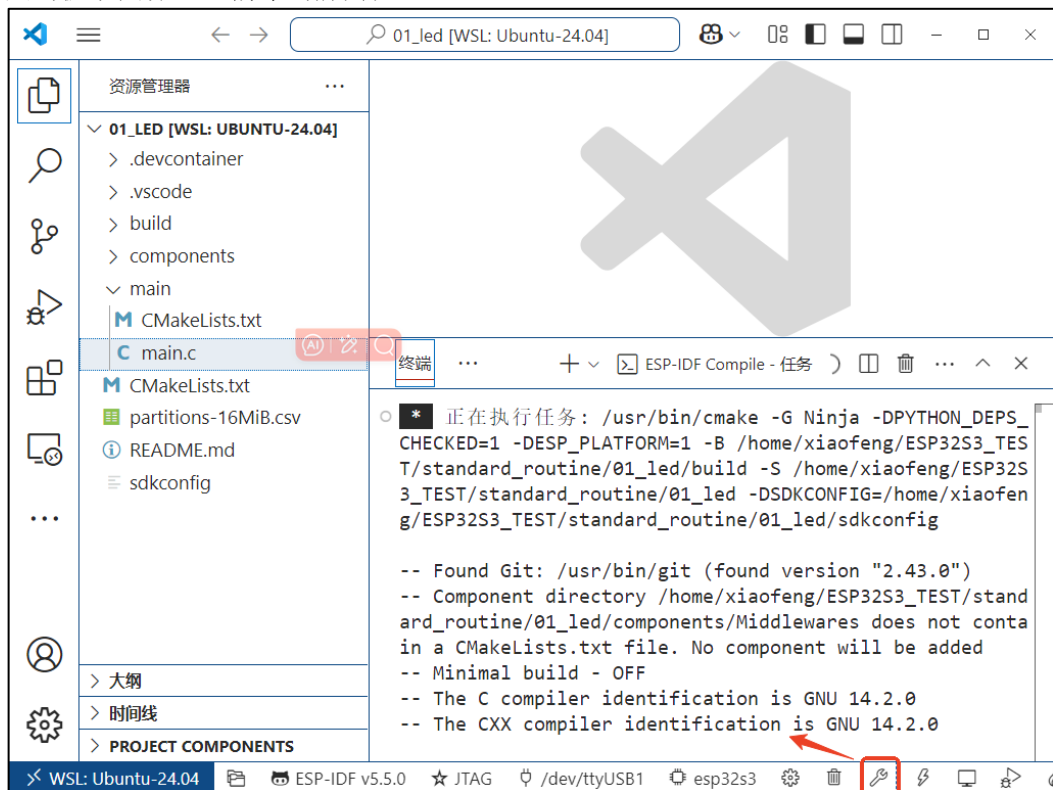 01_led [WSL: Ubuntu-24.04]
资源管理器
01_LED [WSL: UBUNTU-24.04]
.devcontainer
.vscode
build
components
main
CMakeLists.txt
main.c
CMakeLists.txt
partitions-16MiB.csv
README.md
sdkconfig
大纲
时间线
PROJECT COMPONENTS
AI
终端
ESP-IDF Compile - 任务
* 正在执行任务: /usr/bin/cmake -G Ninja -DPYTHON_DEPS_
CHECKED=1 -DESP_PLATFORM=1 -B /home/xiaofeng/ESP32S3_TES
T/standard_routine/01_led/build -S /home/xiaofeng/ESP32S
3_TEST/standard_routine/01_led -DSDKCONFIG=/home/xiaofen
g/ESP32S3_TEST/standard_routine/01_led/sdkconfig
-- Found Git: /usr/bin/git (found version "2.43.0")
-- Component directory /home/xiaofeng/ESP32S3_TEST/stand
ard_routine/01_led/components/Middlewares does not conta
in a CMakeLists.txt file. No component will be added
-- Minimal build - OFF
-- The C compiler identification is GNU 14.2.0
-- The CXX compiler identification is GNU 14.2.0
WSL: Ubuntu-24.04 ESP-IDF v5.5.0 JTAG /dev/ttyUSB1 esp32s3